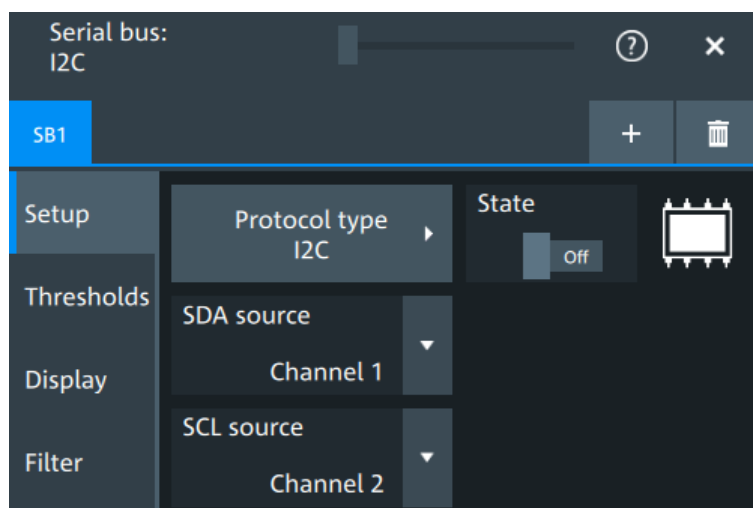 Serial bus:
I2C
?
SB1
+
Setup
Thresholds
Display
Filter
Protocol type
I2C
State
Off
SDA source
Channel 1
SCL source
Channel 2